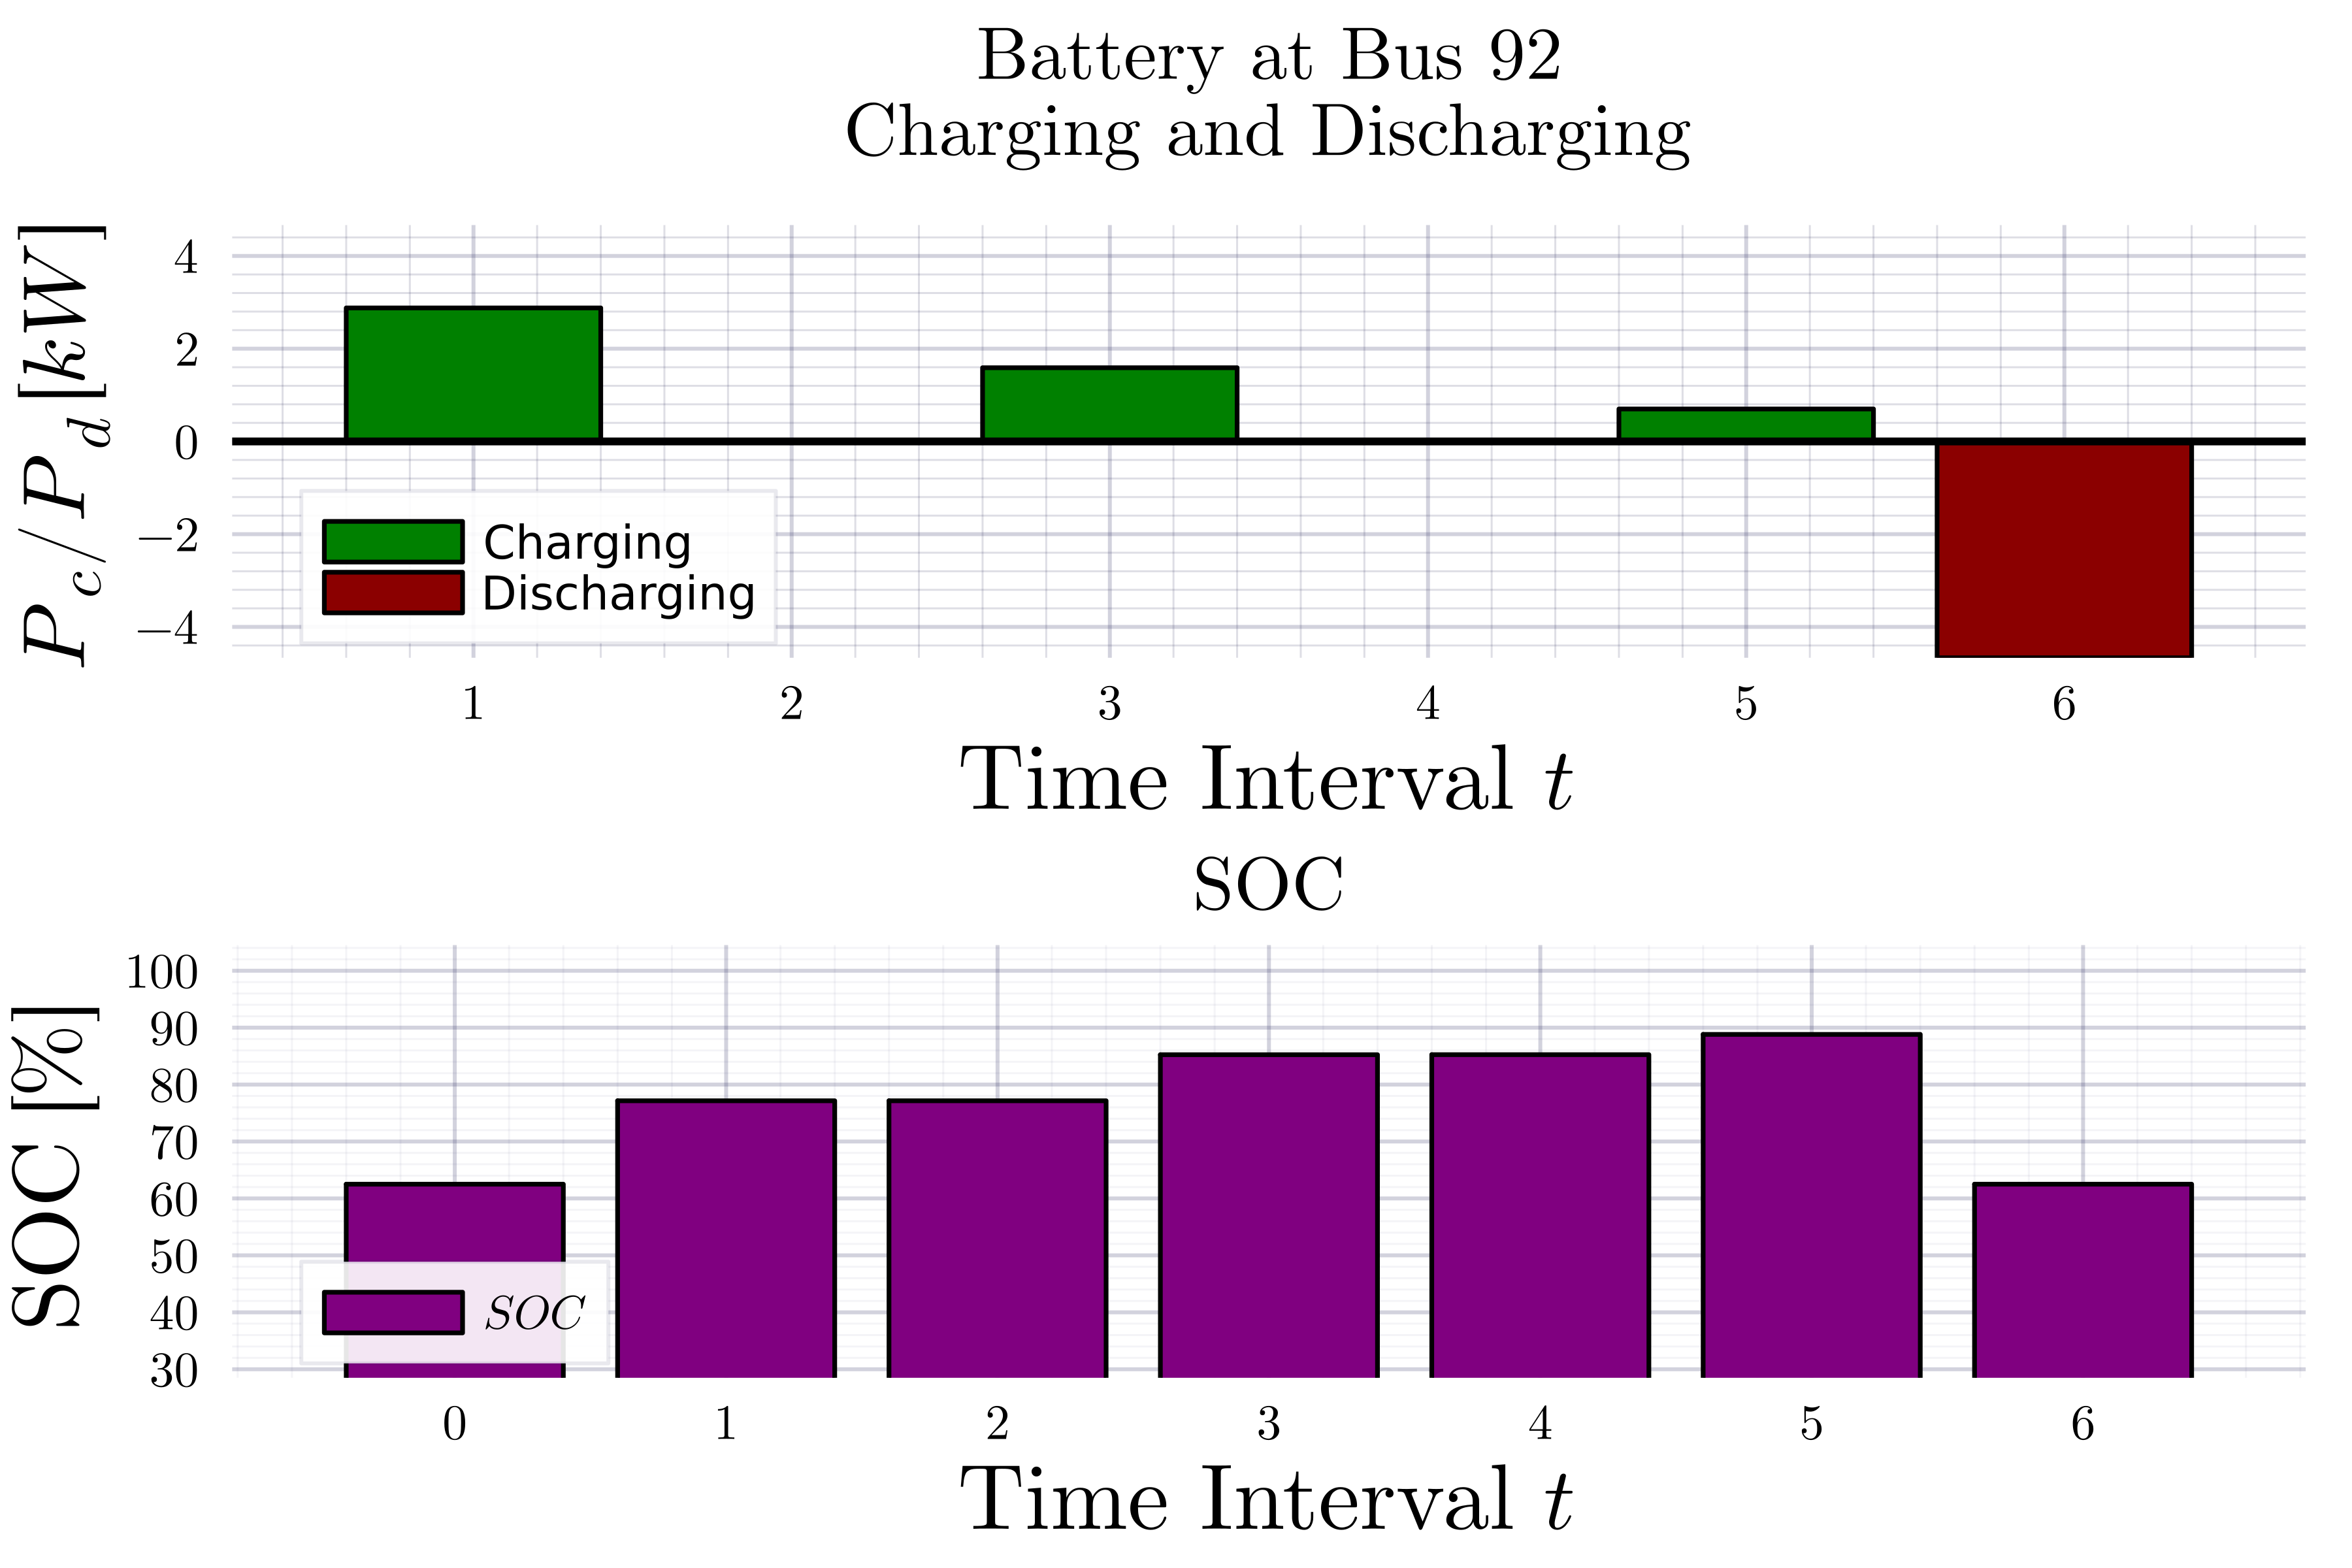 Battery at Bus 92
Charging and Discharging
P_c/P_d [kW]
4
2
0
−2
−4
Charging
Discharging
1 2 3 4 5 6
Time Interval t
SOC
SOC [%]
100
90
80
70
60
50
40
30
SOC
0 1 2 3 4 5 6
Time Interval t